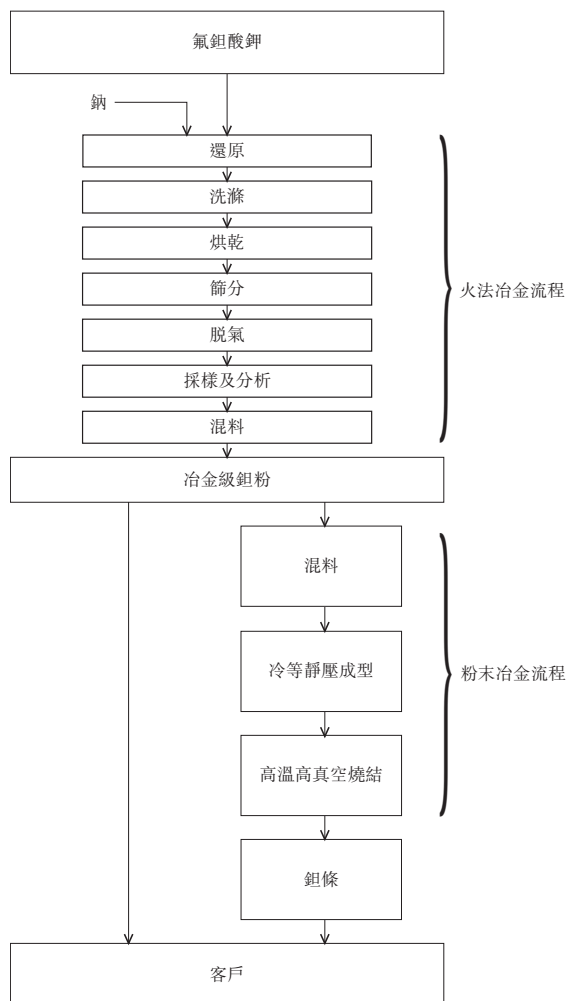 氟鉭酸鉀
鈉
還原
洗滌
烘乾
篩分
脱氣
採樣及分析
混料
火法冶金流程
冶金級鉭粉
混料
冷等靜壓成型
高溫高真空燒結
粉末冶金流程
鉭條
客戶